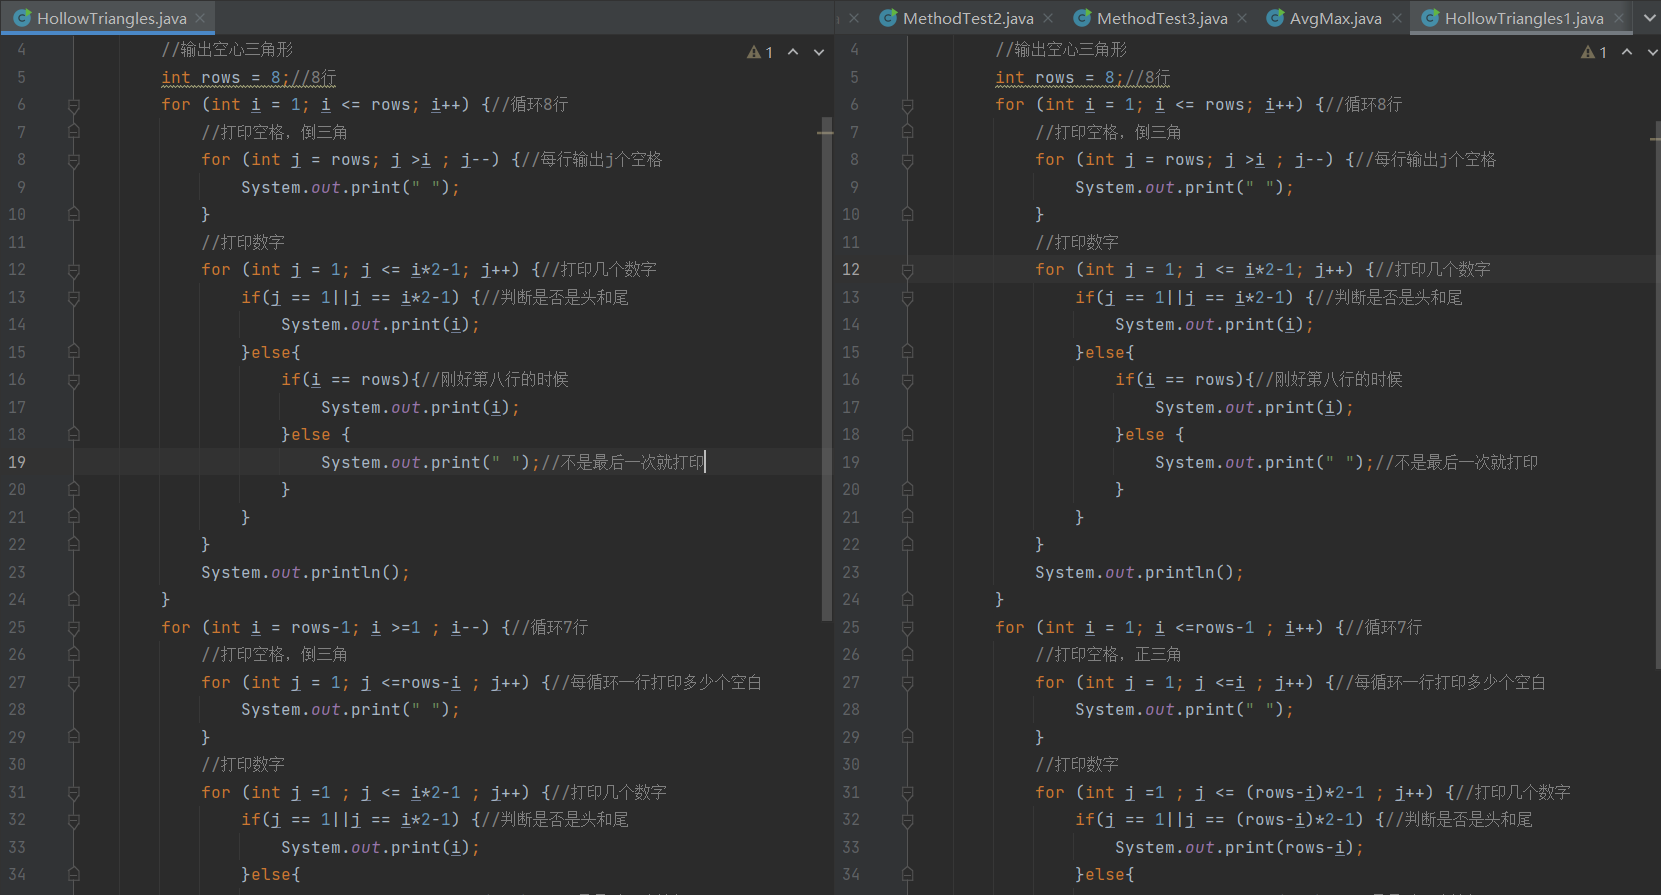 HollowTriangles.java
4 //输出空心三角形
5 int rows = 8;//8行
6 for (int i = 1; i <= rows; i++) {//循环8行
7 //打印空格，倒三角
8 for (int j = rows; j >i ; j--) {//每行输出j个空格
9 System.out.print(" ");
10 }
11 //打印数字
12 for (int j = 1; j <= i*2-1; j++) {//打印几个数字
13 if(j == 1||j == i*2-1) {//判断是否是头和尾
14 System.out.print(i);
15 }else{
16 if(i == rows){//刚好第八行的时候
17 System.out.print(i);
18 }else {
19 System.out.print(" ");//不是最后一次就打印
20 }
21 }
22 }
23 System.out.println();
24 }
25 for (int i = rows-1; i >=1 ; i--) {//循环7行
26 //打印空格，倒三角
27 for (int j = 1; j <=rows-i ; j++) {//每循环一行打印多少个空白
28 System.out.print(" ");
29 }
30 //打印数字
31 for (int j =1 ; j <= i*2-1 ; j++) {//打印几个数字
32 if(j == 1||j == i*2-1) {//判断是否是头和尾
33 System.out.print(i);
34 }else{
1
MethodTest2.java MethodTest3.java AvgMax.java HollowTriangles1.java
4 //输出空心三角形
5 int rows = 8;//8行
6 for (int i = 1; i <= rows; i++) {//循环8行
7 //打印空格，倒三角
8 for (int j = rows; j >i ; j--) {//每行输出j个空格
9 System.out.print(" ");
10 }
11 //打印数字
12 for (int j = 1; j <= i*2-1; j++) {//打印几个数字
13 if(j == 1||j == i*2-1) {//判断是否是头和尾
14 System.out.print(i);
15 }else{
16 if(i == rows){//刚好第八行的时候
17 System.out.print(i);
18 }else {
19 System.out.print(" ");//不是最后一次就打印
20 }
21 }
22 }
23 System.out.println();
24 }
25 for (int i = 1; i <=rows-1 ; i++) {//循环7行
26 //打印空格，正三角
27 for (int j = 1; j <=i ; j++) {//每循环一行打印多少个空白
28 System.out.print(" ");
29 }
30 //打印数字
31 for (int j =1 ; j <= (rows-i)*2-1 ; j++) {//打印几个数字
32 if(j == 1||j == (rows-i)*2-1) {//判断是否是头和尾
33 System.out.print(rows-i);
34 }else{
1